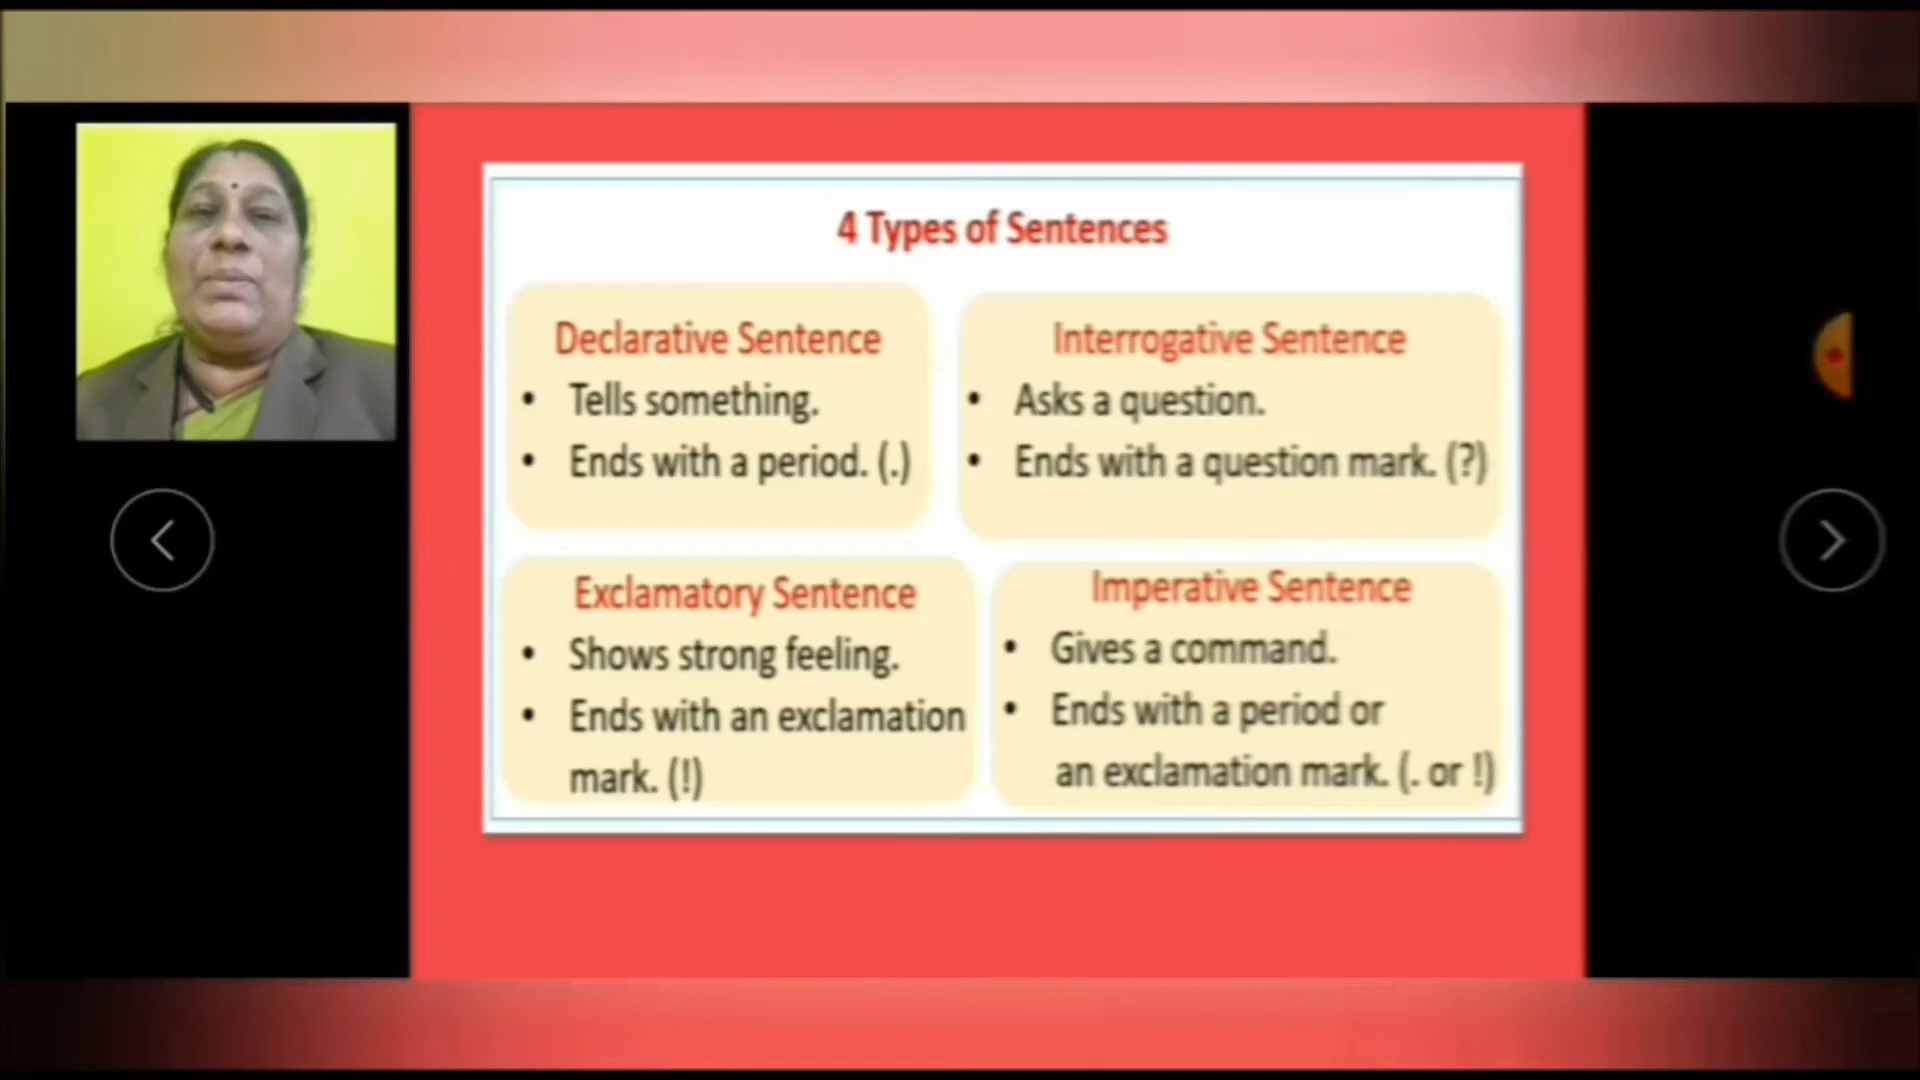 4 Types of Sentences
Declarative Sentence
• Tells something.
• Ends with a period. (.)
Interrogative Sentence
• Asks a question.
• Ends with a question mark. (?)
Exclamatory Sentence
• Shows strong feeling.
• Ends with an exclamation
mark. (!)
Imperative Sentence
• Gives a command.
• Ends with a period or
an exclamation mark. (. or !)